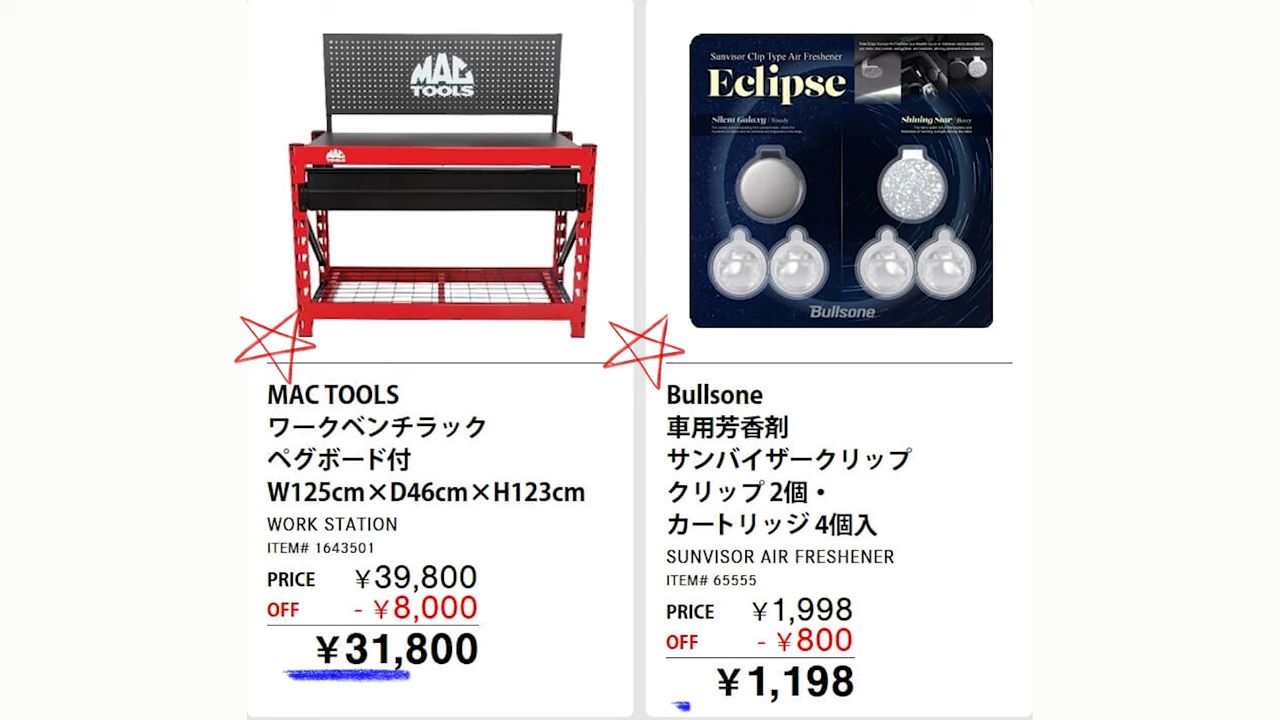 MAC
TOOLS
MAC
TOOLS
MAC TOOLS
ワークベンチラック
ペグボード付
W125cm×D46cm×H123cm
WORK STATION
ITEM# 1643501
PRICE ￥39,800
OFF - ￥8,000
￥31,800
Sunvisor Clip Type Air Freshener
Eclipse
Silent Galaxy / Woody
Shining Star / Berry
Bullsone
Bullsone
車用芳香剤
サンバイザークリップ
クリップ 2個・
カートリッジ 4個入
SUNVISOR AIR FRESHENER
ITEM# 65555
PRICE ￥1,998
OFF - ￥800
￥1,198